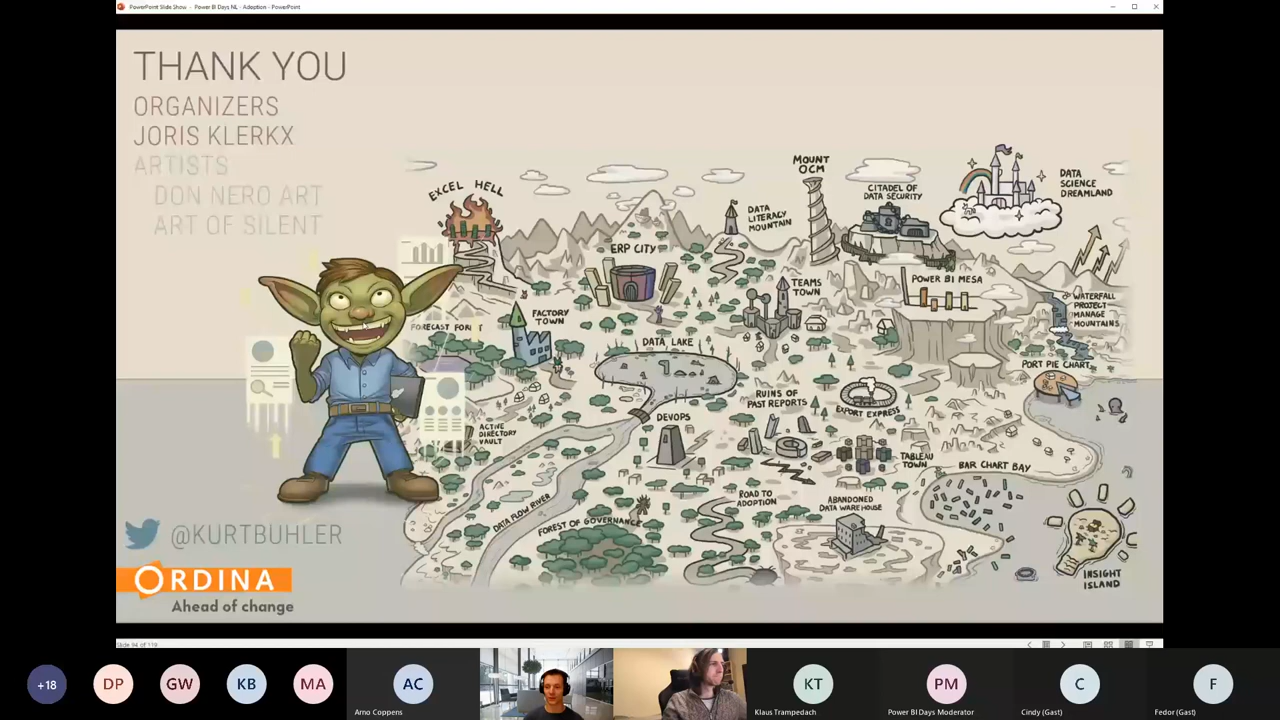 PowerPoint Slide Show - Power BI Days NL - Adoption - PowerPoint
THANK YOU
ORGANIZERS
JORIS KLERKX
ARTISTS
DON NERO ART
ART OF SILENT
EXCEL HELL
ERP CITY
DATA
LITERACY
MOUNTAIN
MOUNT
OCM
CITADEL OF
DATA SECURITY
DATA
SCIENCE
DREAMLAND
POWER BI MESA
TEAMS
TOWN
WATERFALL
PROJECT
MANAGE
MOUNTAINS
FACTORY
TOWN
FORECAST
DATA LAKE
PORT PIE CHART
RUINS OF
PAST REPORTS
EXPORT EXPRESS
DEVOPS
ACTIVE
DIRECTORY
VAULT
TABLEAU
TOWN
BAR CHART BAY
ROAD TO
ADOPTION
ABANDONED
DATA WAREHOUSE
DATA FLOW RIVER
FOREST OF GOVERNANCE
INSIGHT
ISLAND
@KURTBUHLER
ORDINA
Ahead of change
Slide 94 of 119
+18
DP
GW
KB
MA
AC
Arno Coppens
KT
Klaus Trampedach
PM
Power BI Days Moderator
C
Cindy (Gast)
F
Fedor (Gast)